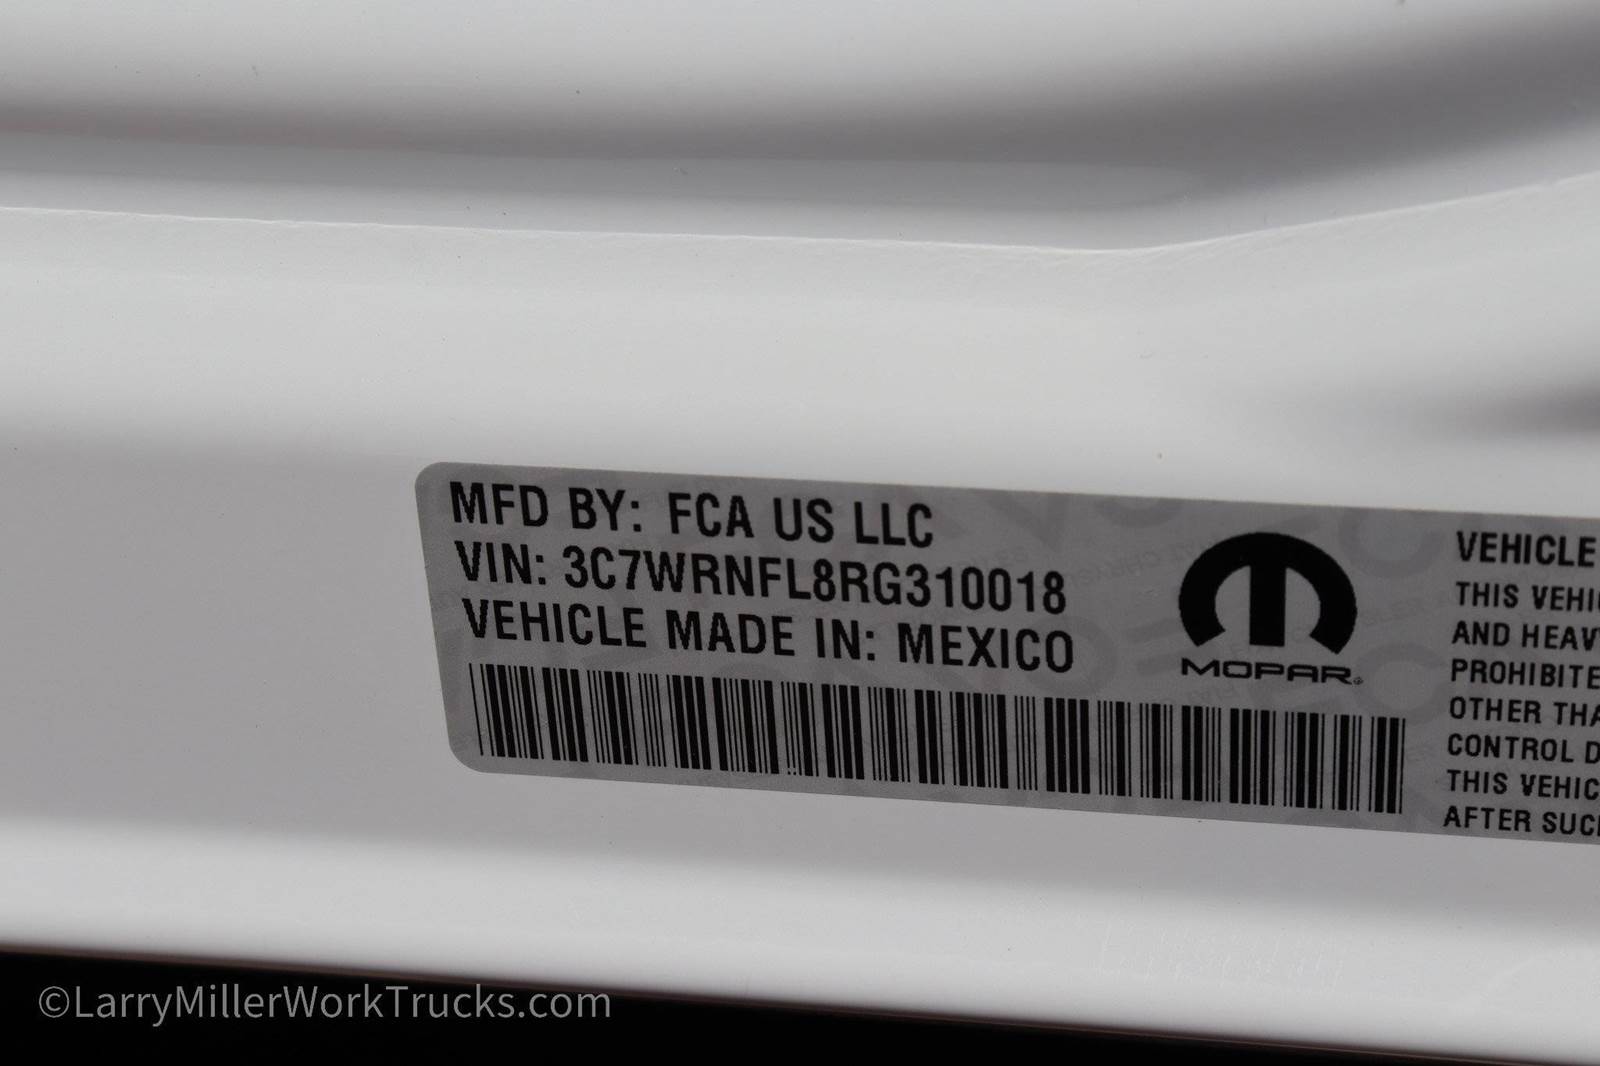 MFD BY: FCA US LLC
VIN: 3C7WRNFL8RG310018
VEHICLE MADE IN: MEXICO
MOPAR®
VEHICLE
THIS VEHI
AND HEAV
PROHIBITE
OTHER THA
CONTROL D
THIS VEHIC
AFTER SUC
©LarryMillerWorkTrucks.com